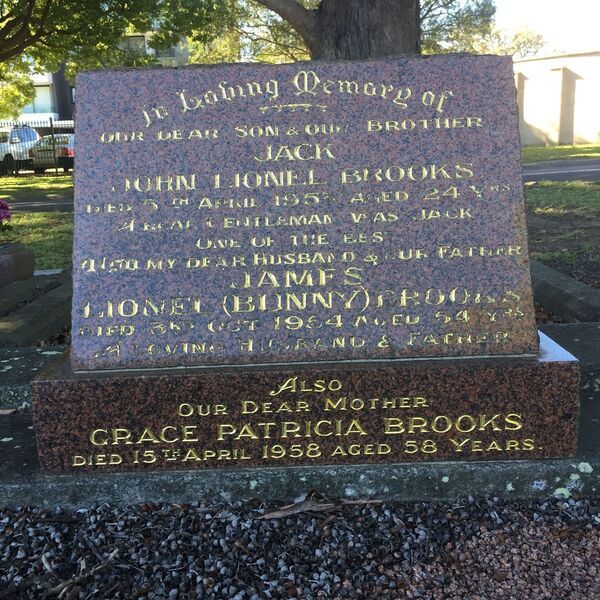 In Loving Memory of
OUR DEAR SON & OUR BROTHER
JACK
JOHN LIONEL BROOKS
DIED 5TH APRIL AGED 24 YRS
A REAL GENTLEMAN WAS JACK
ONE OF THE BEST
ALSO MY DEAR HUSBAND & OUR FATHER
JAMES
LIONEL (BUNNY) BROOKS
DIED 3RD OCT 1954 AGED 54 YRS
A LOVING HUSBAND & FATHER
ALSO
OUR DEAR MOTHER
GRACE PATRICIA BROOKS
DIED 15TH APRIL 1958 AGED 58 YEARS